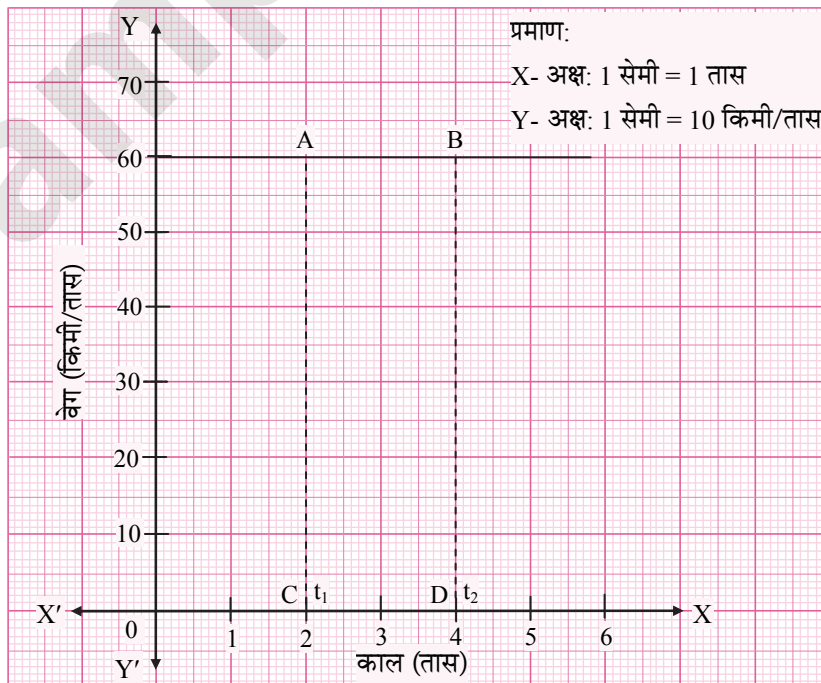 Y
प्रमाण:
X- अक्ष: 1 सेमी = 1 तास
Y- अक्ष: 1 सेमी = 10 किमी/तास
70
60
A
B
50
40
30
20
10
वेग (किमी/तास)
C t₁
D t₂
X′
X
0
1
2
3
4
5
6
काल (तास)
Y′